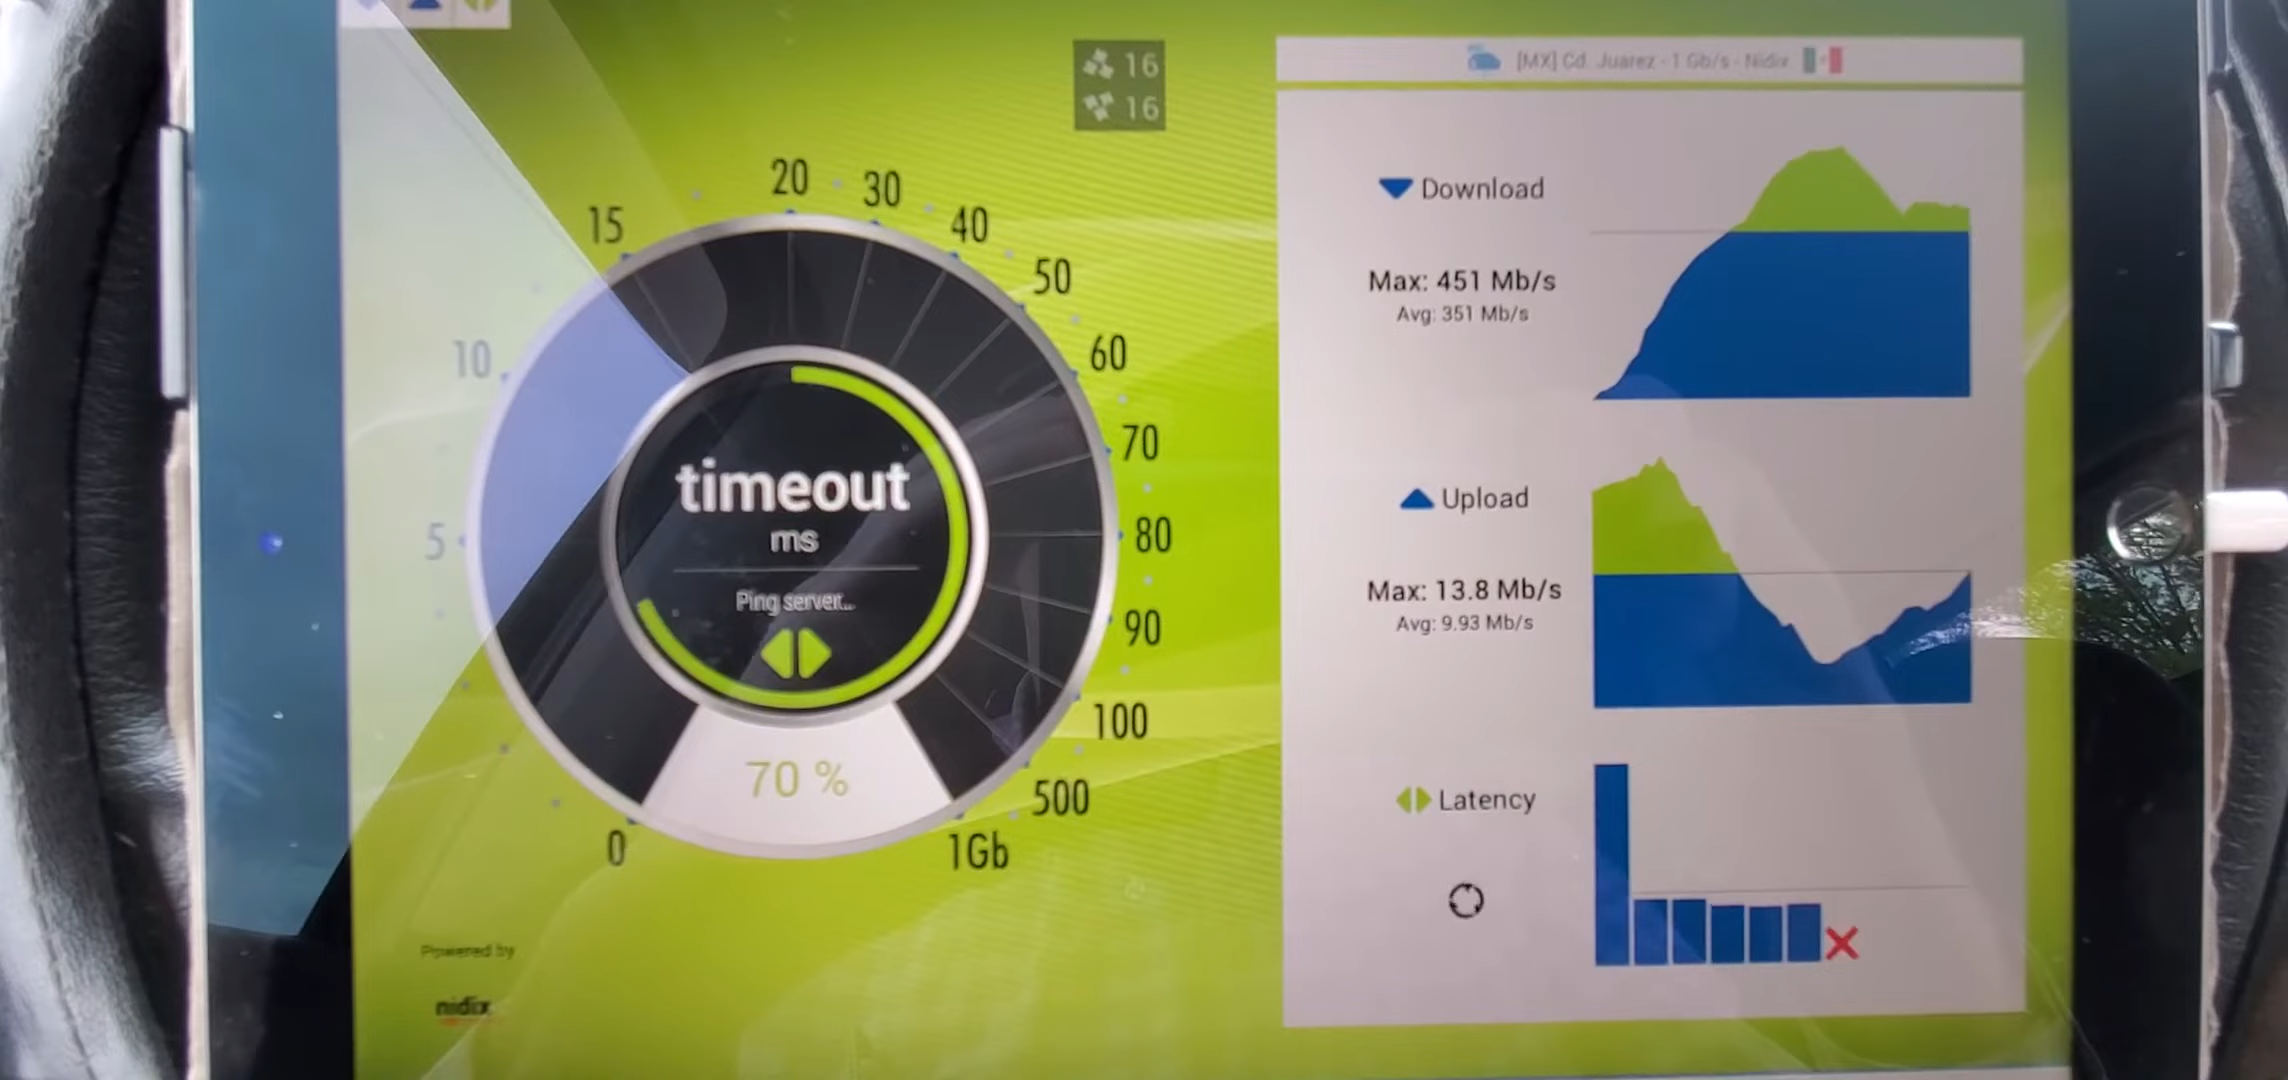 16
16
[MX] Cd. Juarez - 1 Gb/s - Nidix
20
30
15
40
50
10
60
70
5
80
90
100
500
0
1Gb
timeout
ms
Ping server...
70 %
Download
Max: 451 Mb/s
Avg: 351 Mb/s
Upload
Max: 13.8 Mb/s
Avg: 9.93 Mb/s
Latency
Powered by
nidix